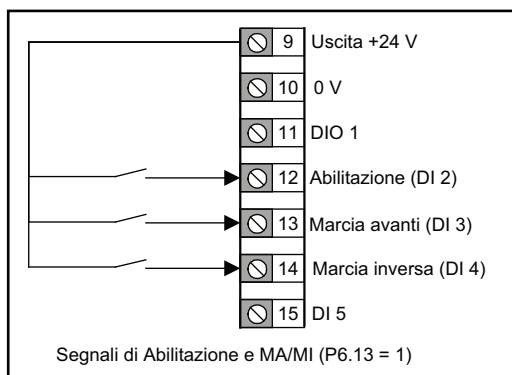 9 Uscita +24 V
10 0 V
11 DIO 1
12 Abilitazione (DI 2)
13 Marcia avanti (DI 3)
14 Marcia inversa (DI 4)
15 DI 5
Segnali di Abilitazione e MA/MI (P6.13 = 1)